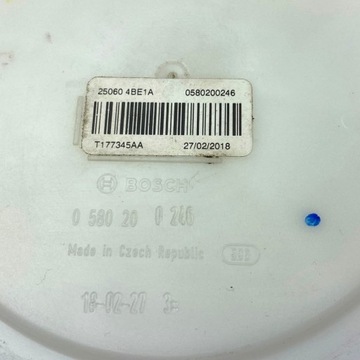 25060 4BE1A 0580200246
T177345AA 27/02/2018
BOSCH
0 580 20 0 246
Made in Czech Republic
18-02-27 3